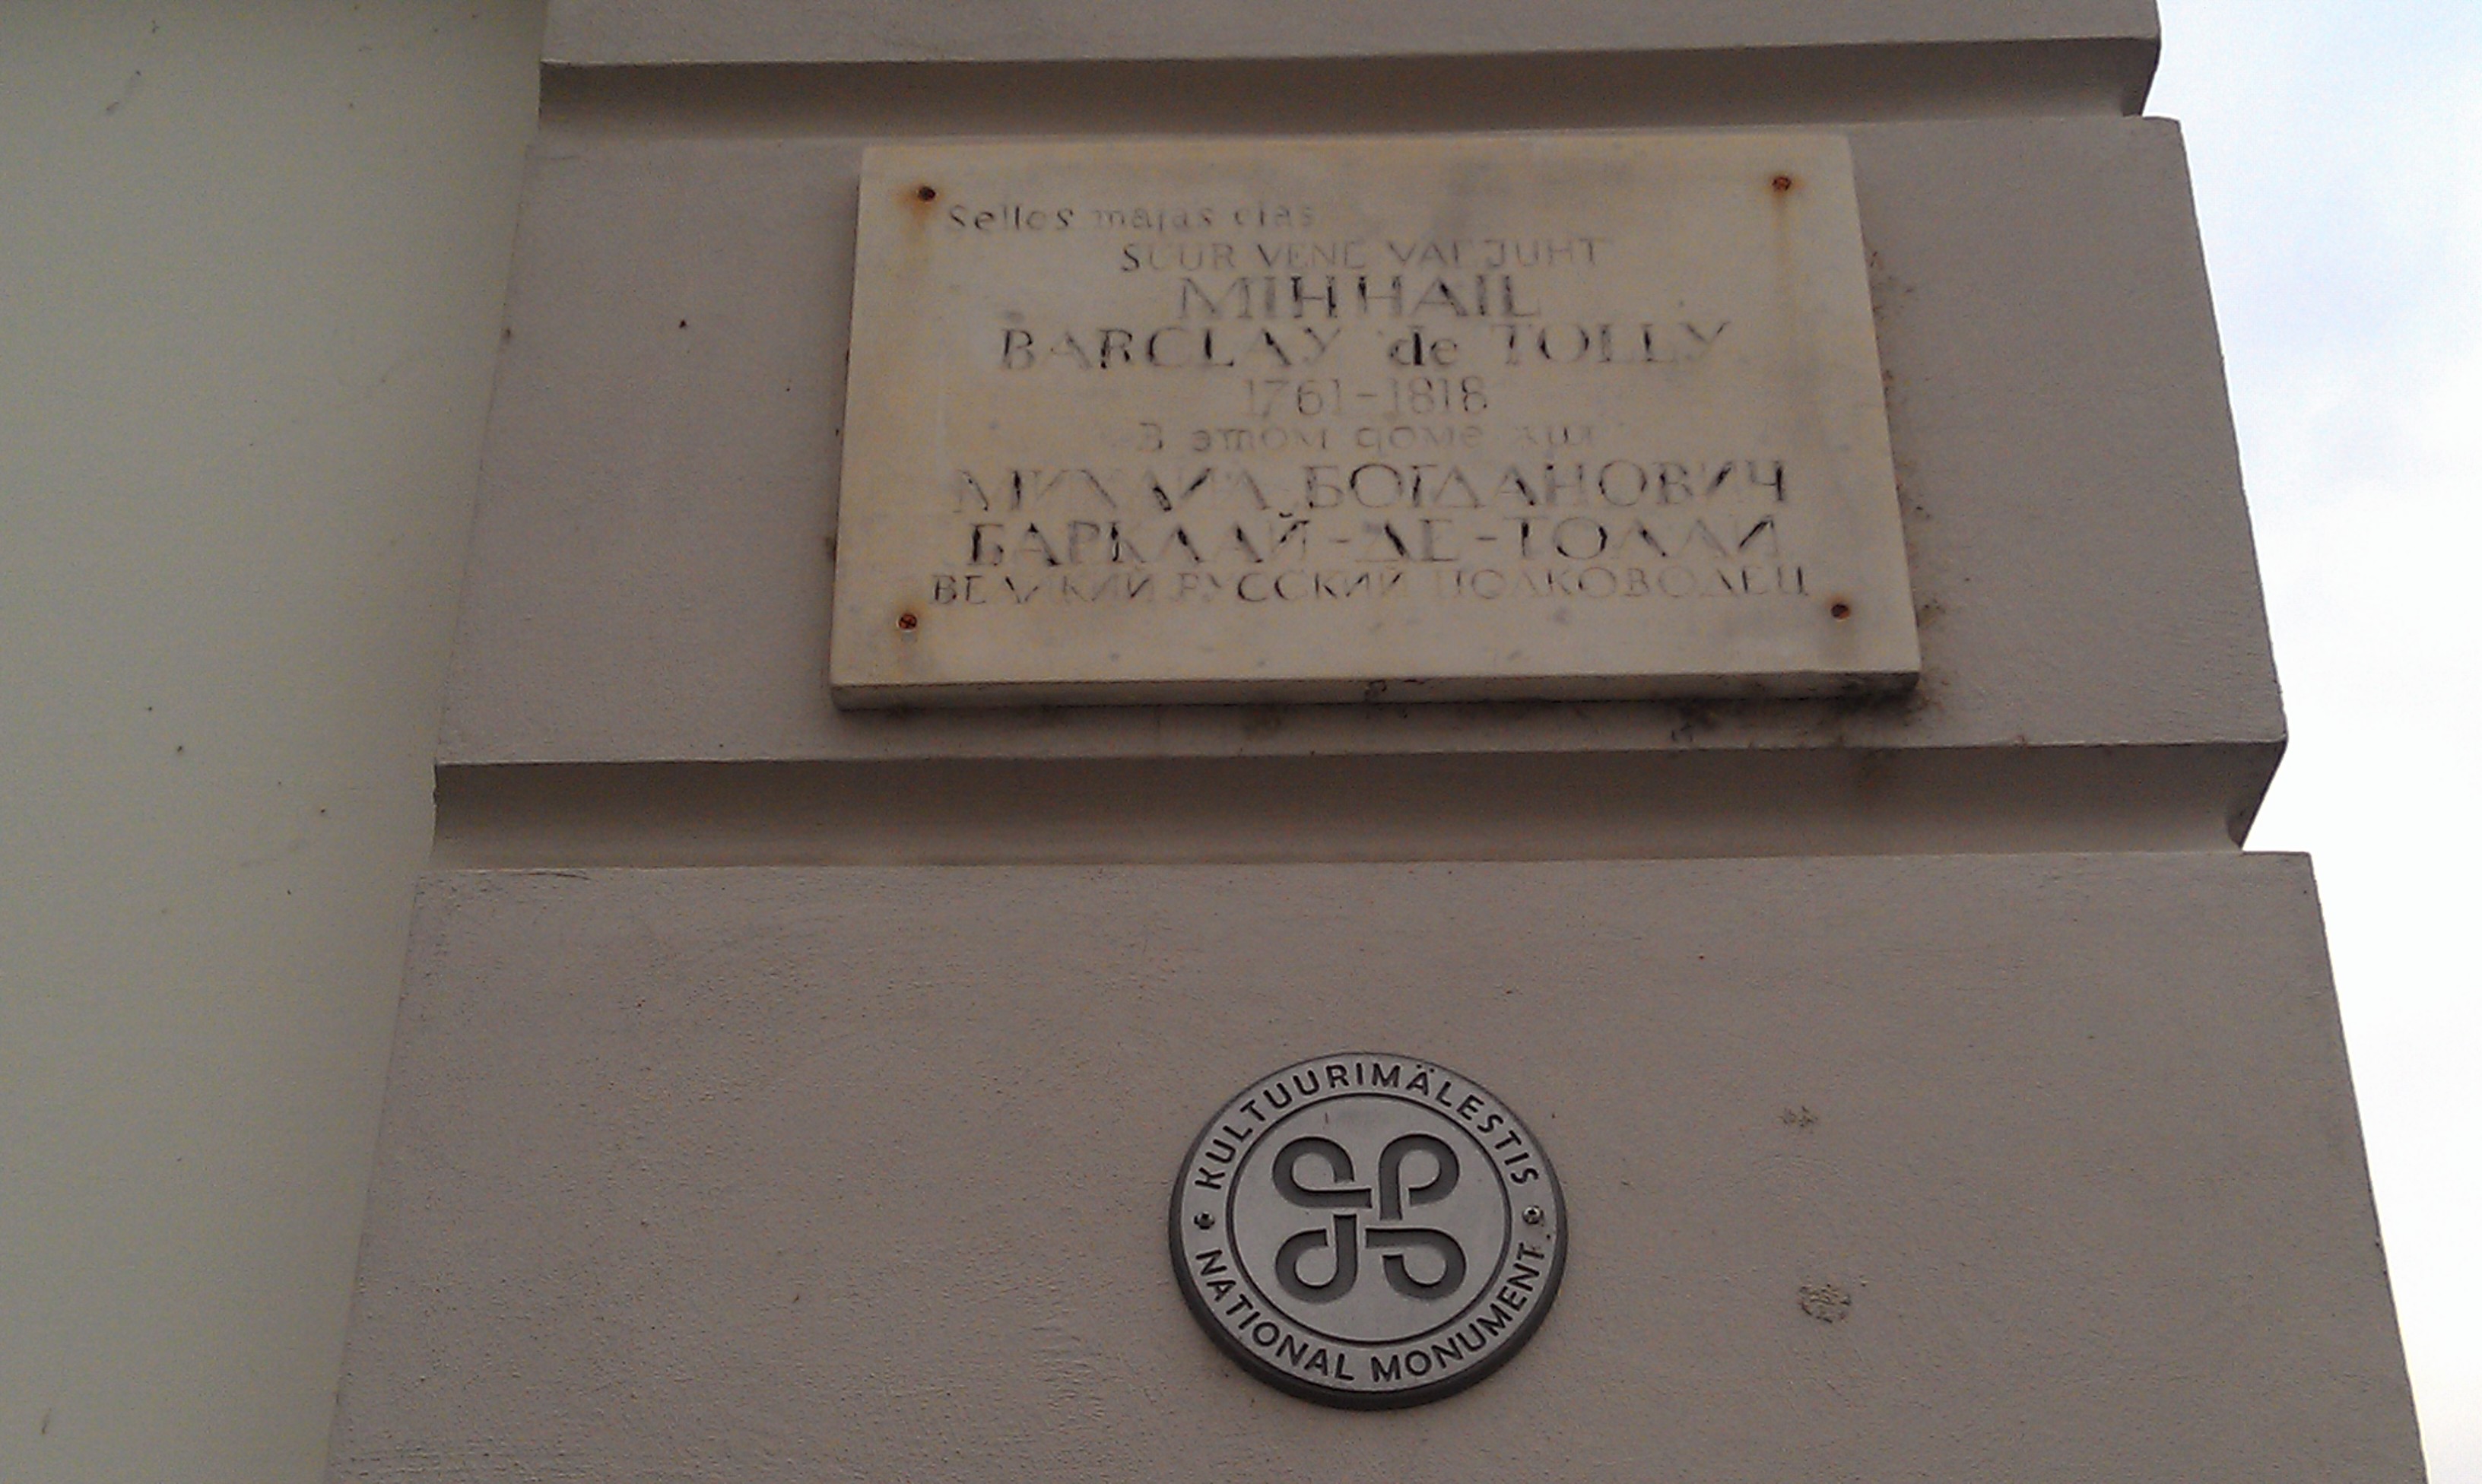 Selles majas elas
SUUR VENE VÄEJUHT
MIHHAIL
BARCLAY de TOLLY
1761-1818
В этом доме жил
МИХАИЛ БОГДАНОВИЧ
БАРКЛАЙ-ДЕ-ТОЛЛИ
ВЕЛИКИЙ РУССКИЙ ПОЛКОВОДЕЦ
KULTUURIMÄLESTIS
NATIONAL MONUMENT